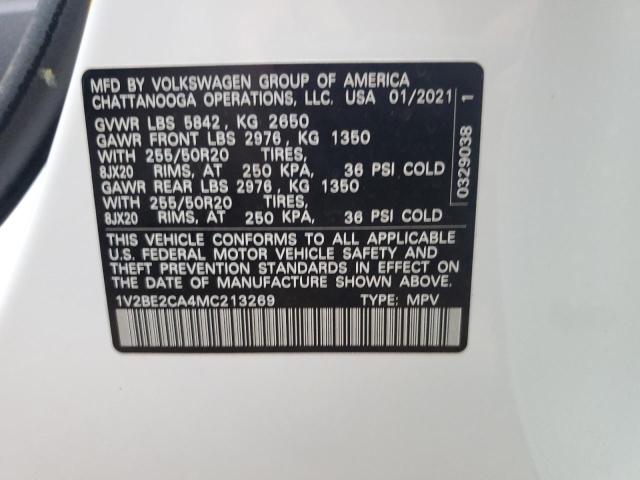 MFD BY VOLKSWAGEN GROUP OF AMERICA
CHATTANOOGA OPERATIONS, LLC. USA 01/2021
GVWR LBS 5842, KG 2650
GAWR FRONT LBS 2976, KG 1350
WITH 255/50R20 TIRES,
8JX20 RIMS, AT 250 KPA, 36 PSI COLD
GAWR REAR LBS 2976, KG 1350
WITH 255/50R20 TIRES,
8JX20 RIMS, AT 250 KPA, 36 PSI COLD
THIS VEHICLE CONFORMS TO ALL APPLICABLE
U.S. FEDERAL MOTOR VEHICLE SAFETY AND
THEFT PREVENTION STANDARDS IN EFFECT ON
THE DATE OF MANUFACTURE SHOWN ABOVE.
1V2BE2CA4MC213269 TYPE: MPV
0329038 1